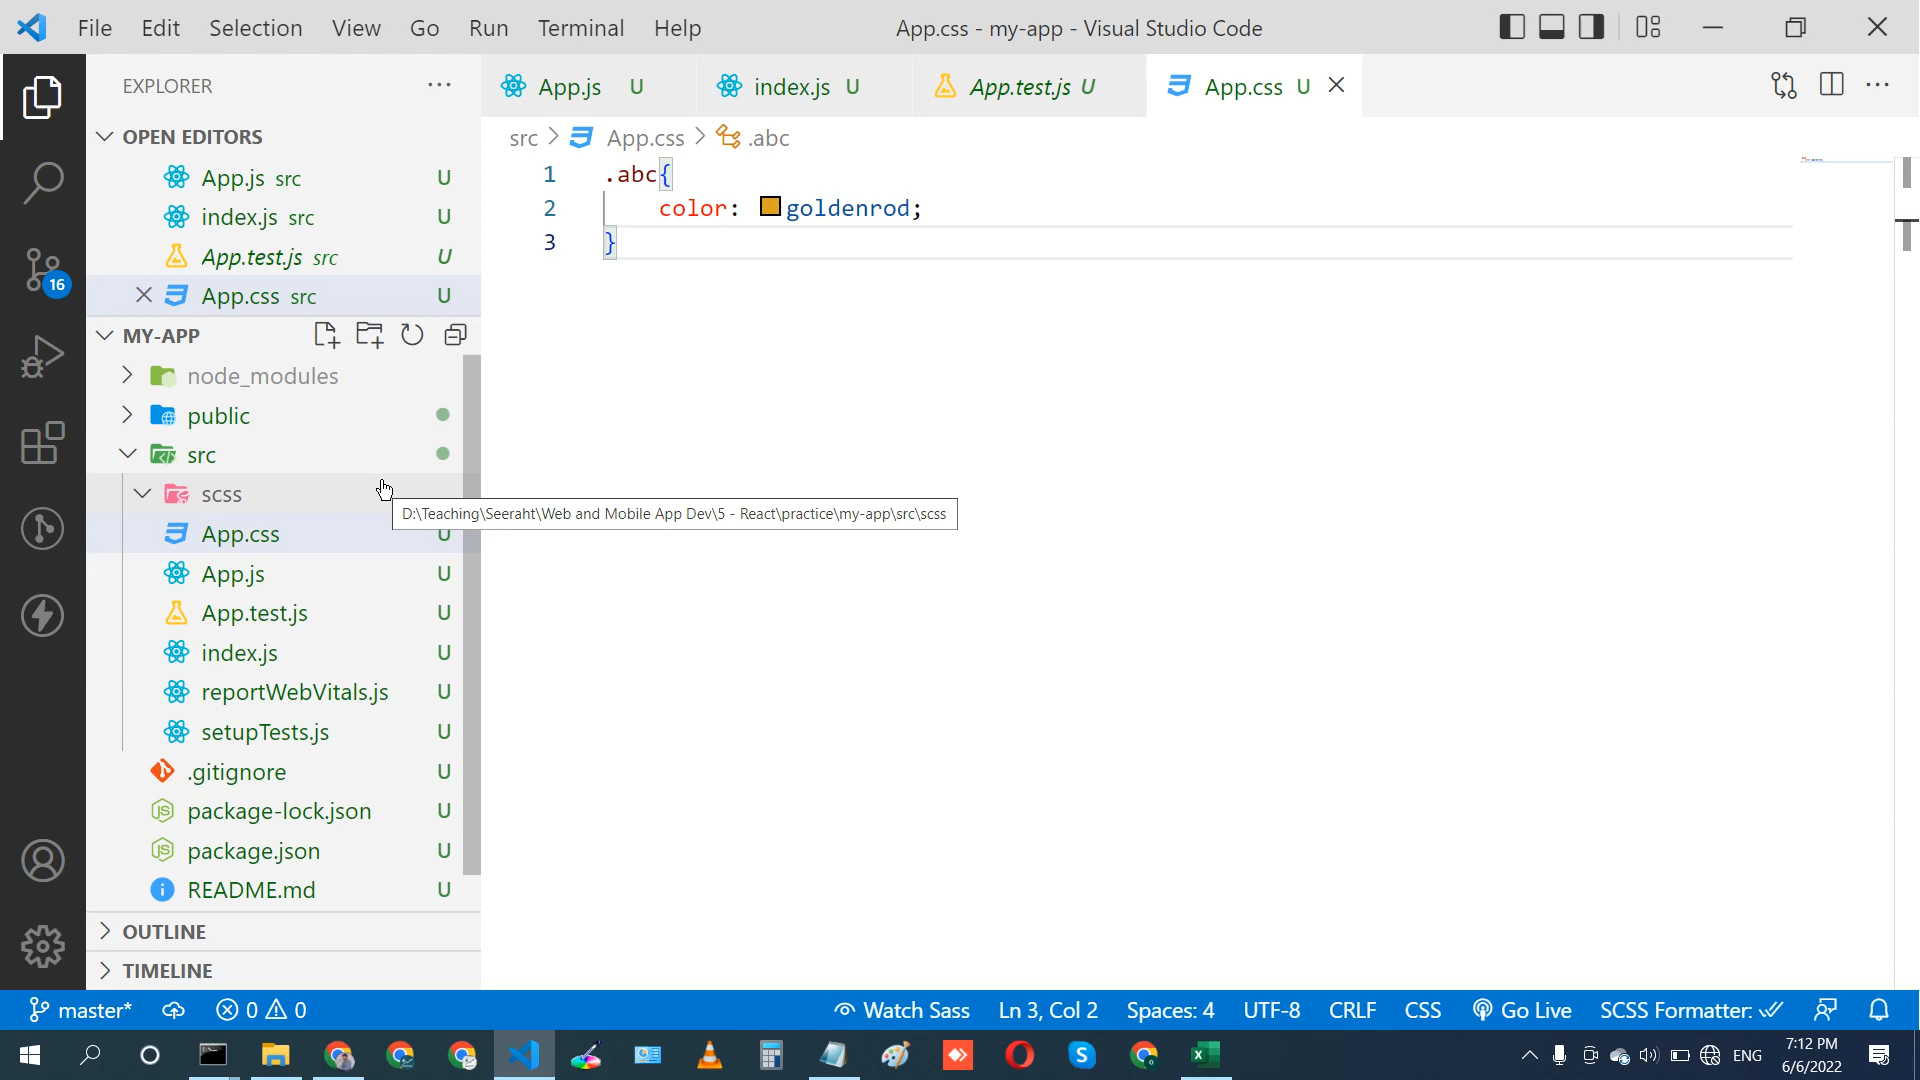 File Edit Selection View Go Run Terminal Help
App.css - my-app - Visual Studio Code
EXPLORER
App.js U
index.js U
App.test.js U
App.css U
OPEN EDITORS
App.js src U
index.js src U
App.test.js src U
App.css src U
src > App.css > .abc
1 .abc{
2 color: goldenrod;
3 }
16
MY-APP
node_modules
public
src
scss
D:\Teaching\Seeraht\Web and Mobile App Dev\5 - React\practice\my-app\src\scss
App.css U
App.js U
App.test.js U
index.js U
reportWebVitals.js U
setupTests.js U
.gitignore U
package-lock.json U
package.json U
README.md U
OUTLINE
TIMELINE
master* 0 0 Watch Sass Ln 3, Col 2 Spaces: 4 UTF-8 CRLF CSS Go Live SCSS Formatter:
ENG
7:12 PM
6/6/2022